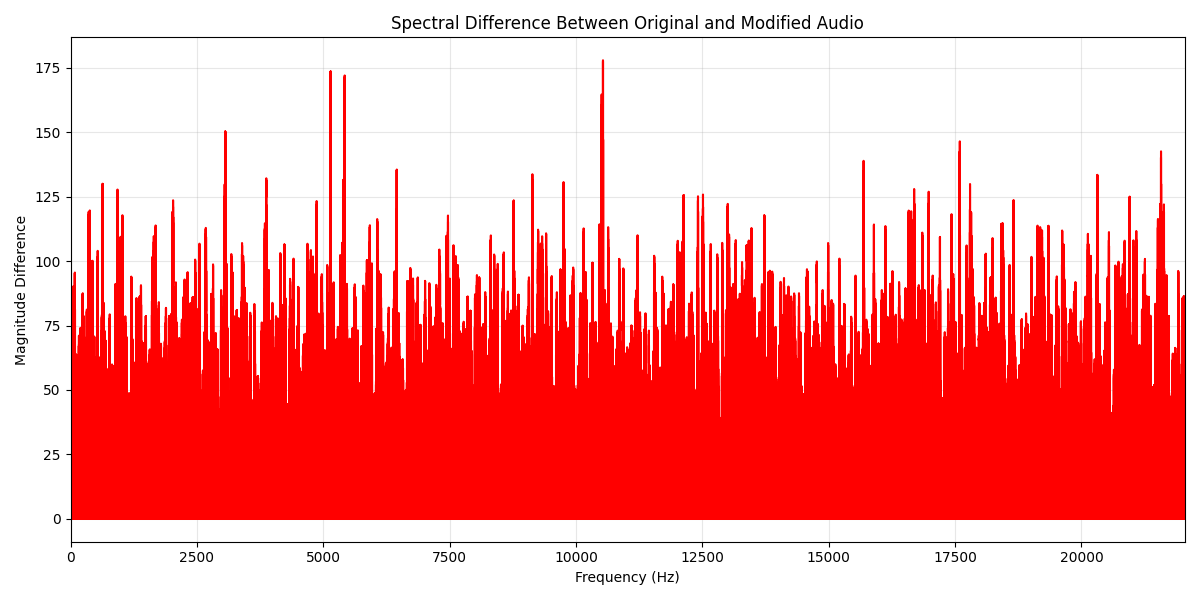 Spectral Difference Between Original and Modified Audio
175
150
125
100
75
50
25
0
Magnitude Difference
0 2500 5000 7500 10000 12500 15000 17500 20000
Frequency (Hz)